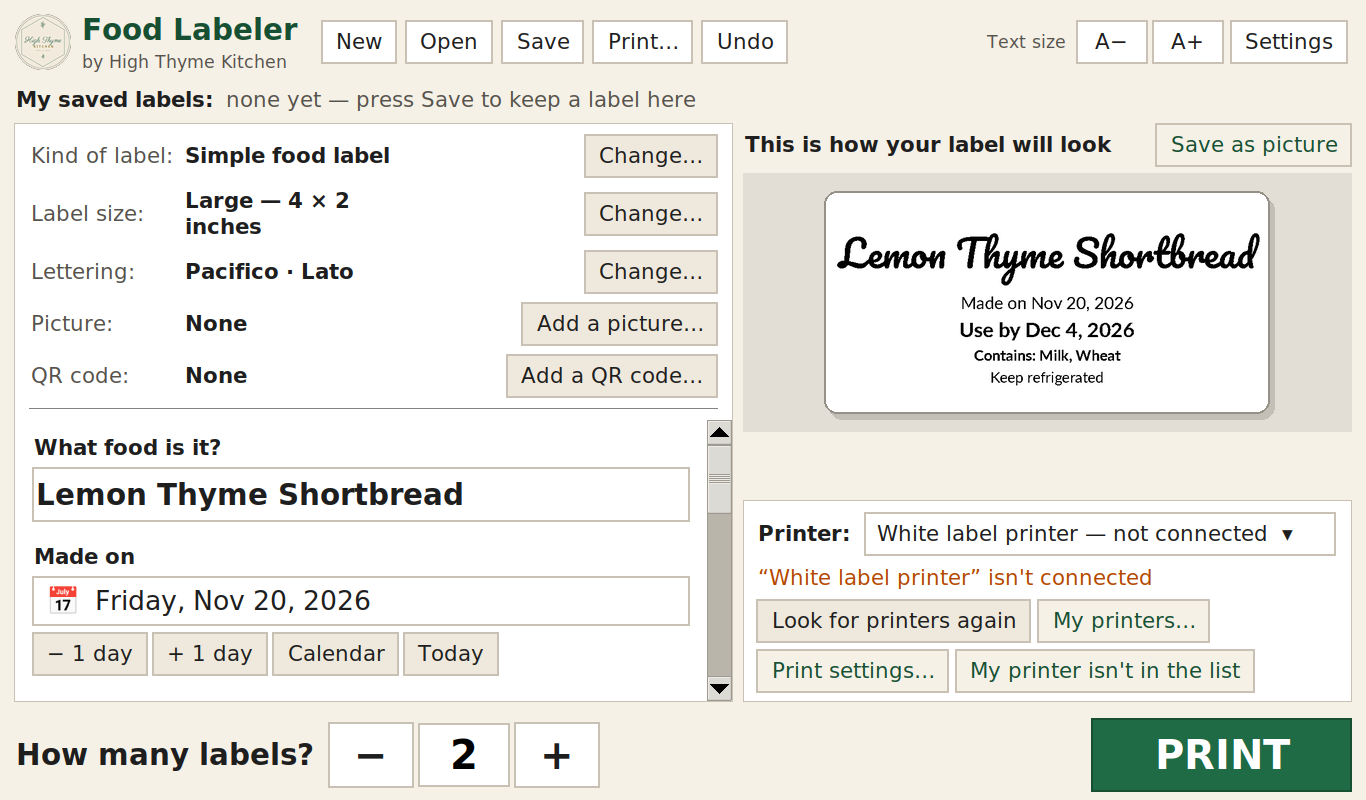 High Thyme
KITCHEN
Food Labeler
by High Thyme Kitchen
New Open Save Print... Undo
Text size A− A+ Settings
My saved labels: none yet — press Save to keep a label here
Kind of label: Simple food label Change...
Label size: Large — 4 × 2 inches Change...
Lettering: Pacifico · Lato Change...
Picture: None Add a picture...
QR code: None Add a QR code...
What food is it?
Lemon Thyme Shortbread
Made on
July
17
Friday, Nov 20, 2026
− 1 day + 1 day Calendar Today
This is how your label will look Save as picture
Lemon Thyme Shortbread
Made on Nov 20, 2026
Use by Dec 4, 2026
Contains: Milk, Wheat
Keep refrigerated
Printer: White label printer — not connected ▾
“White label printer” isn't connected
Look for printers again My printers...
Print settings... My printer isn't in the list
How many labels? − 2 + PRINT